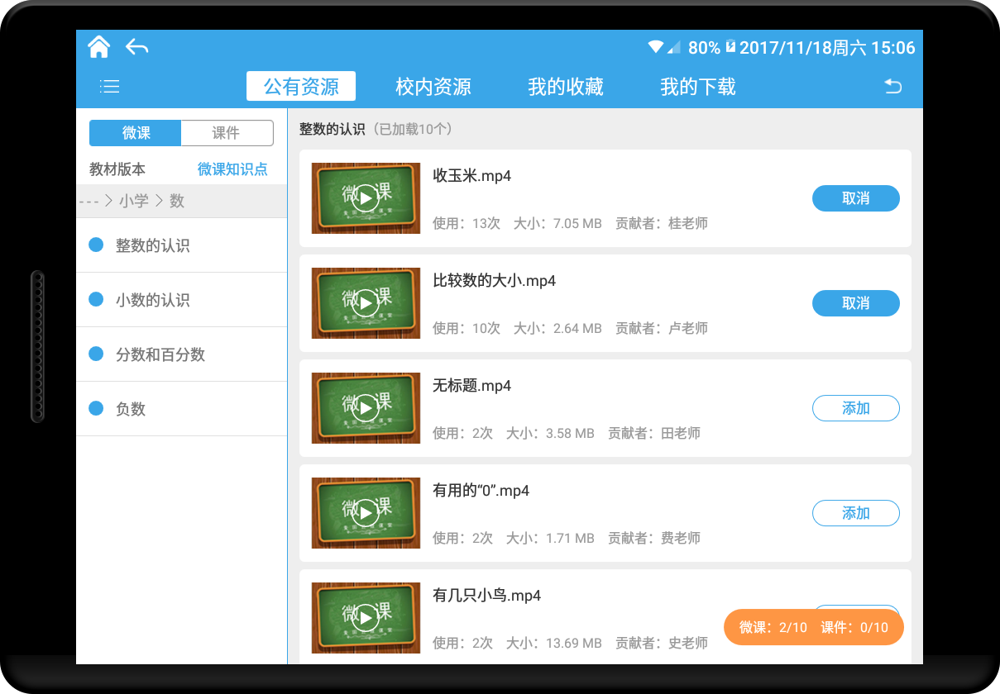 80% 2017/11/18周六 15:06
公有资源 校内资源 我的收藏 我的下载
微课 课件
教材版本 微课知识点
--- > 小学 > 数
整数的认识
小数的认识
分数和百分数
负数
整数的认识（已加载10个）
微课
收玉米.mp4
使用：13次 大小：7.05 MB 贡献者：桂老师
取消
微课
比较数的大小.mp4
使用：10次 大小：2.64 MB 贡献者：卢老师
取消
微课
无标题.mp4
使用：2次 大小：3.58 MB 贡献者：田老师
添加
微课
有用的“0”.mp4
使用：2次 大小：1.71 MB 贡献者：费老师
添加
微课
有几只小鸟.mp4
使用：2次 大小：13.69 MB 贡献者：史老师
微课：2/10 课件：0/10